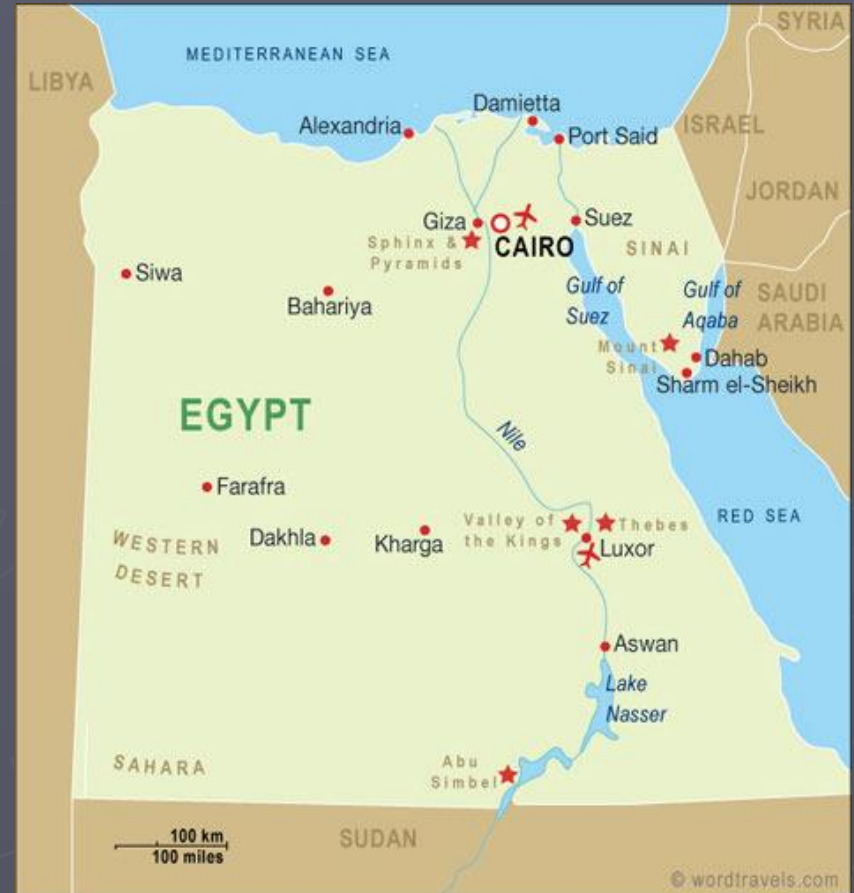 SYRIA
MEDITERRANEAN SEA
LIBYA
Damietta
Alexandria
Port Said
ISRAEL
JORDAN
Giza
CAIRO
Suez
Sphinx &
Pyramids
SINAI
Siwa
Bahariya
Gulf of
Suez
Gulf of
Aqaba
SAUDI
ARABIA
Mount
Sinai
Dahab
Sharm el-Sheikh
EGYPT
Nile
Farafra
RED SEA
Valley of
the Kings
Thebes
WESTERN
DESERT
Dakhla
Kharga
Luxor
Aswan
Lake
Nasser
SAHARA
Abu
Simbel
100 km
100 miles
SUDAN
© wordtravels.com